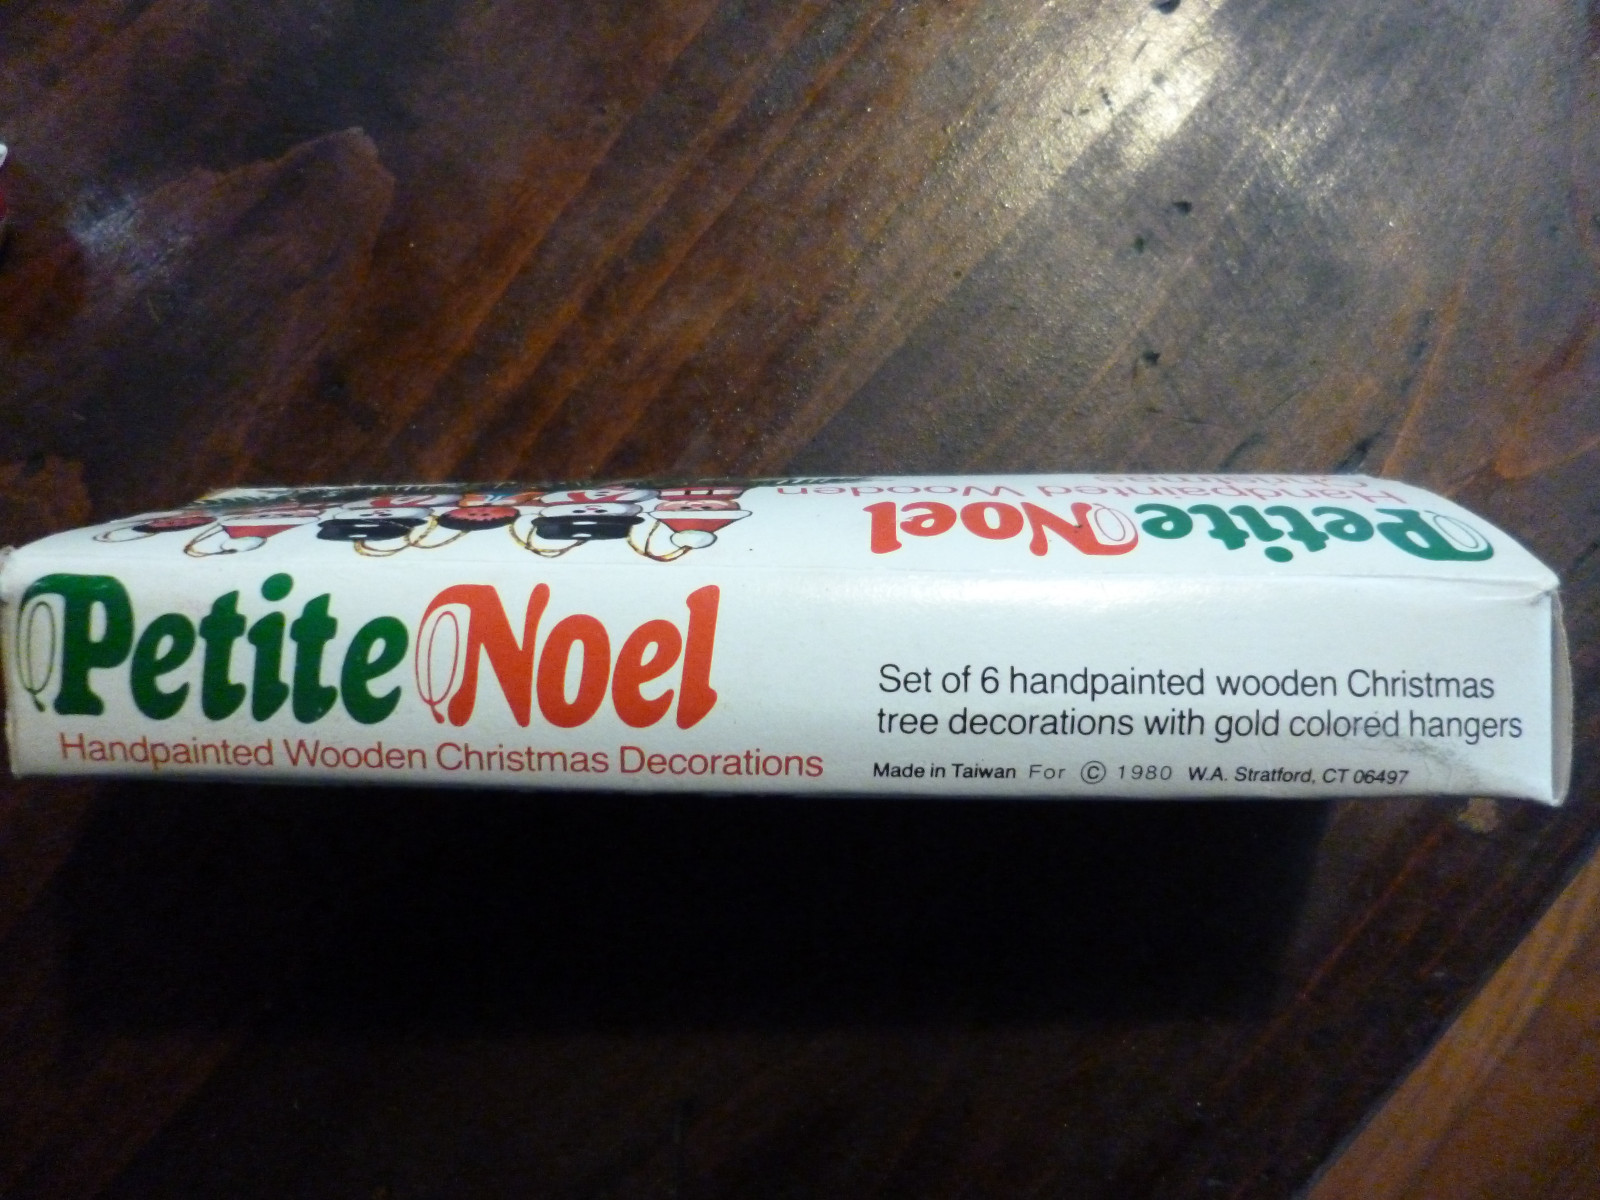 Petite Noel
Handpainted Wooden
Christmas
Petite Noel
Handpainted Wooden Christmas Decorations
Set of 6 handpainted wooden Christmas
tree decorations with gold colored hangers
Made in Taiwan For © 1980 W.A. Stratford, CT 06497